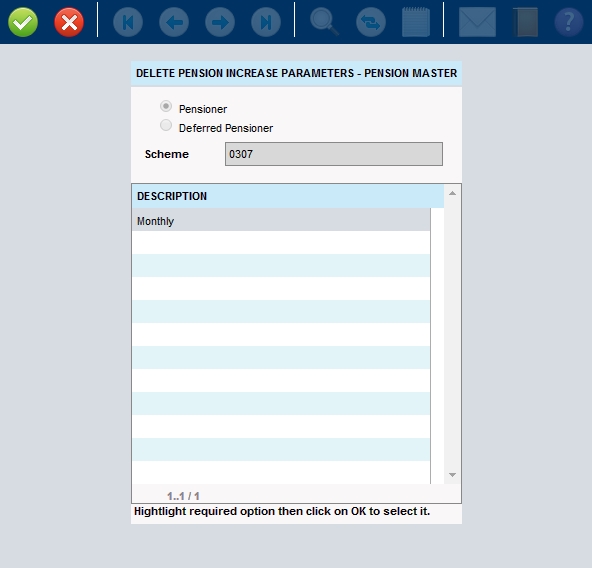 DELETE PENSION INCREASE PARAMETERS - PENSION MASTER
Pensioner
Deferred Pensioner
Scheme 0307
DESCRIPTION
Monthly
1..1 / 1
Hightlight required option then click on OK to select it.